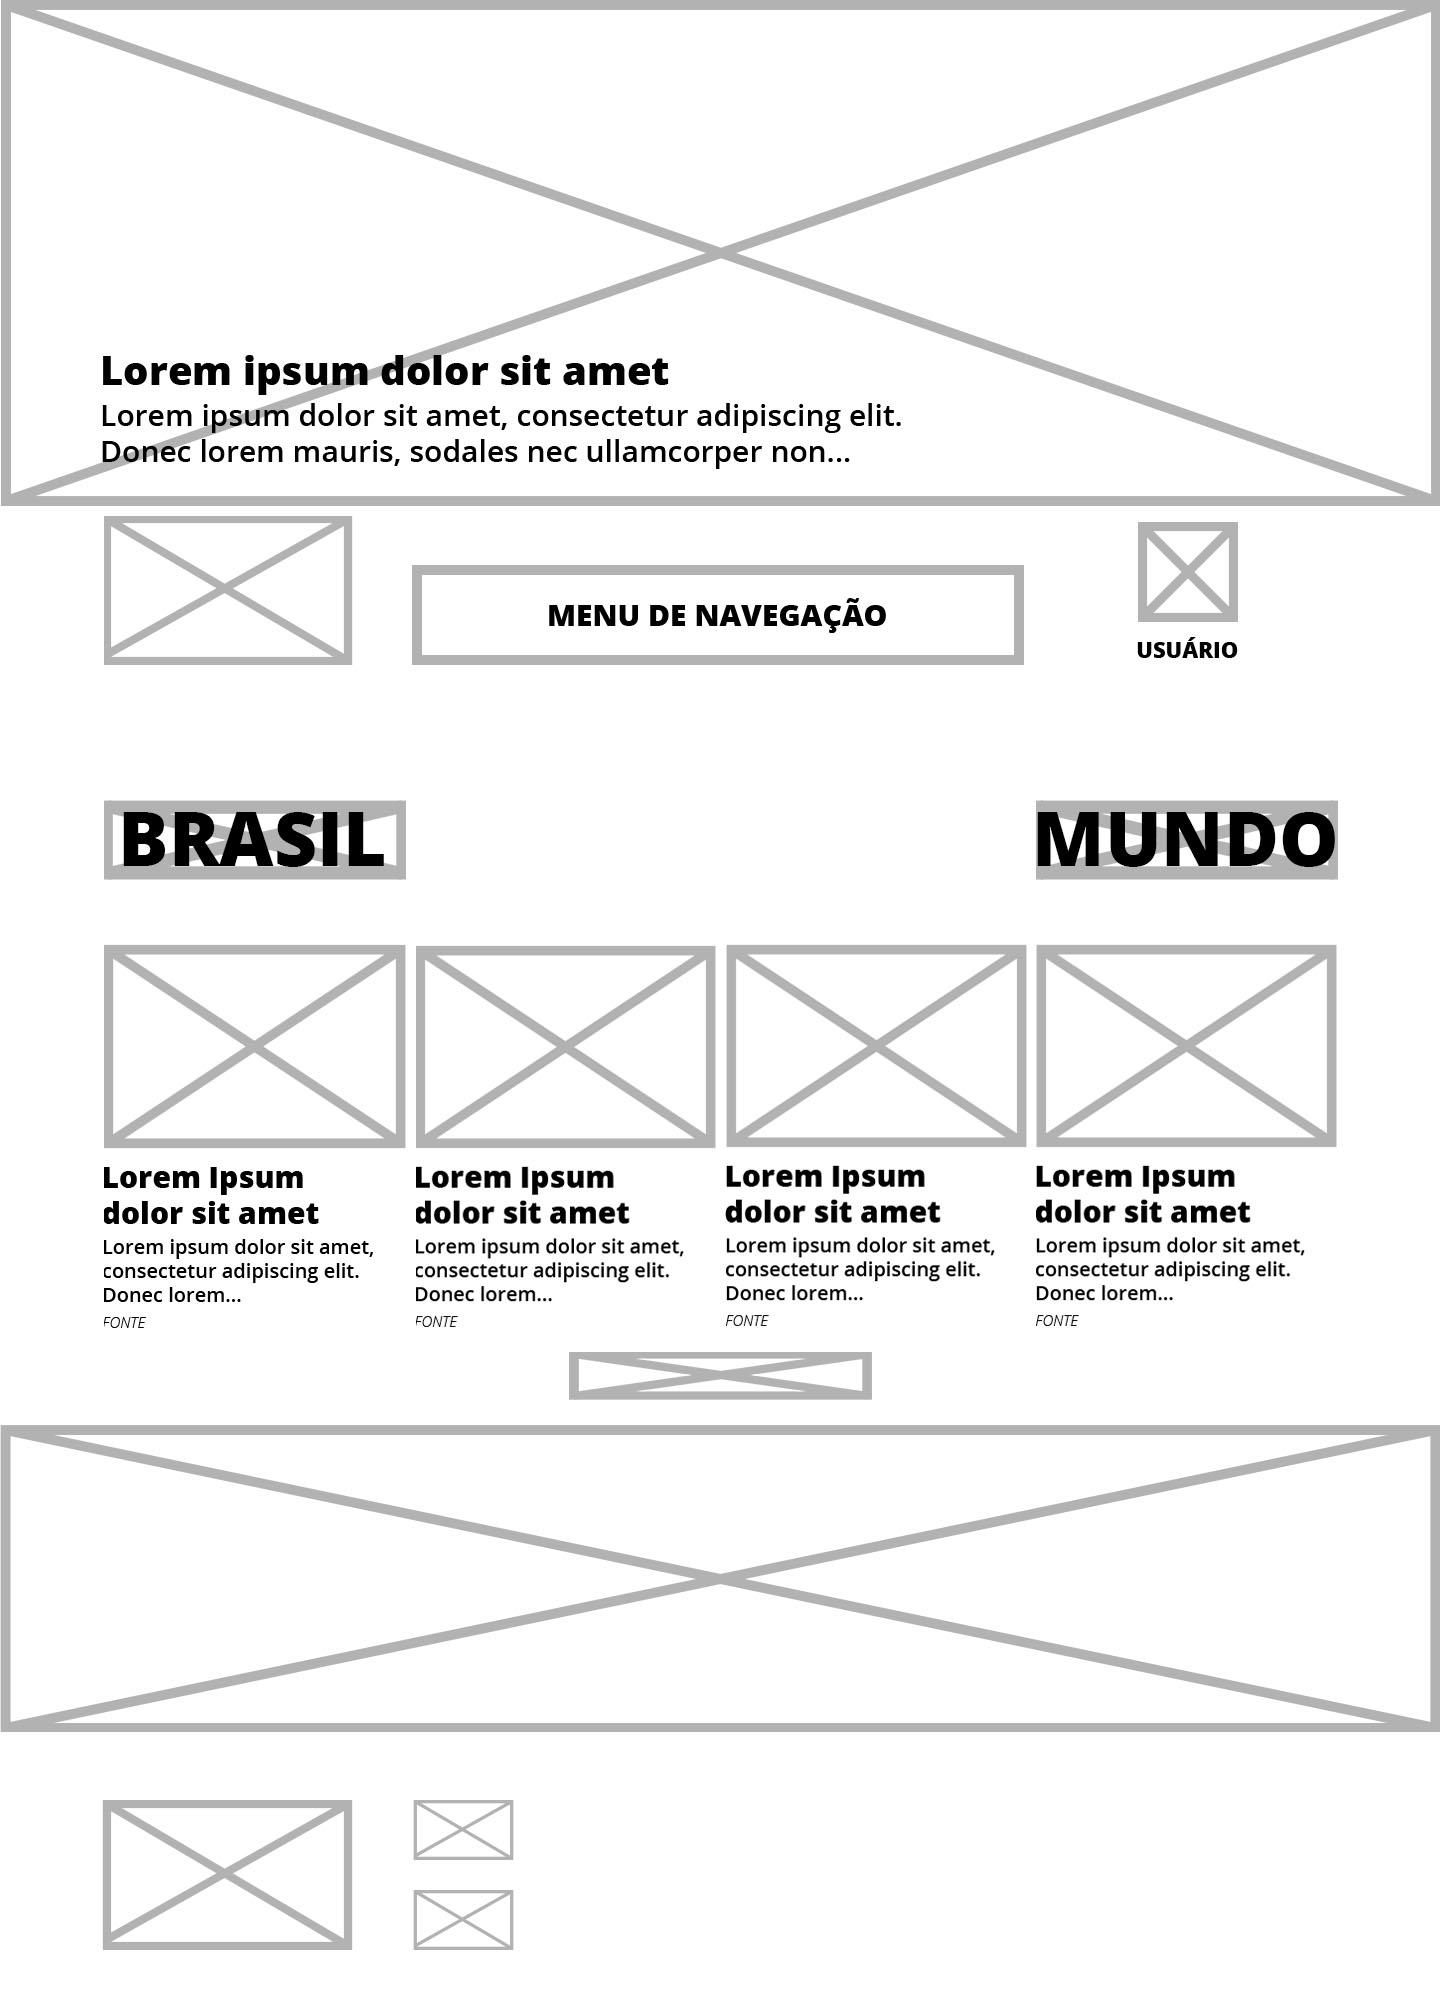 Lorem ipsum dolor sit amet
Lorem ipsum dolor sit amet, consectetur adipiscing elit.
Donec lorem mauris, sodales nec ullamcorper non...
MENU DE NAVEGAÇÃO
USUÁRIO
BRASIL
MUNDO
Lorem Ipsum
dolor sit amet
Lorem ipsum dolor sit amet,
consectetur adipiscing elit.
Donec lorem...
FONTE
Lorem Ipsum
dolor sit amet
Lorem ipsum dolor sit amet,
consectetur adipiscing elit.
Donec lorem...
FONTE
Lorem Ipsum
dolor sit amet
Lorem ipsum dolor sit amet,
consectetur adipiscing elit.
Donec lorem...
FONTE
Lorem Ipsum
dolor sit amet
Lorem ipsum dolor sit amet,
consectetur adipiscing elit.
Donec lorem...
FONTE